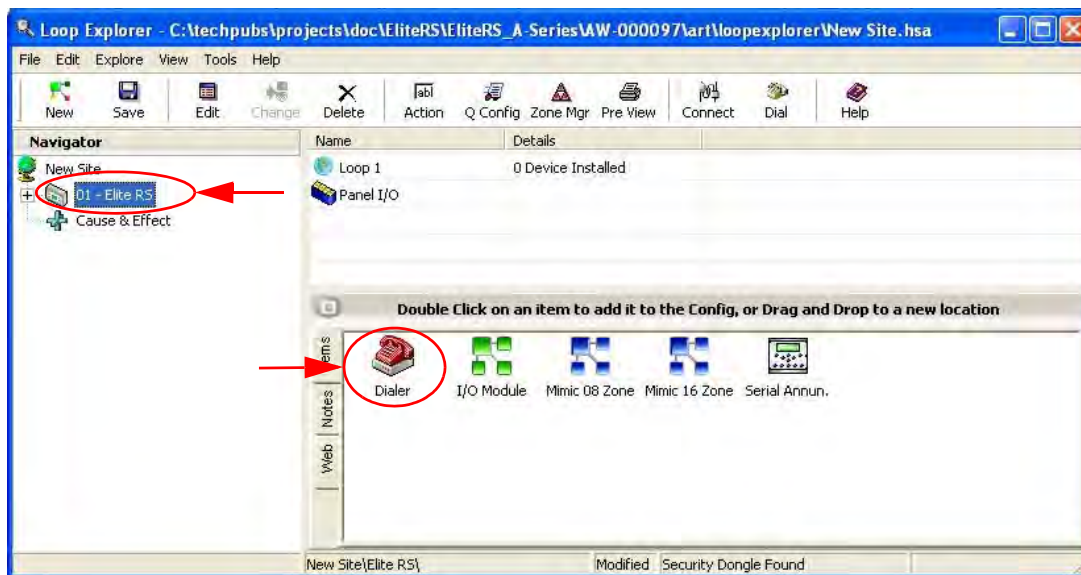 Loop Explorer - C:\techpubs\projects\doc\EliteRS\EliteRS_A-Series\AW-000097\art\loopexplorer\New Site.hsa
File Edit Explore View Tools Help
New Save Edit Change Delete Action Q Config Zone Mgr Pre View Connect Dial Help
Navigator
New Site
01 - Elite RS
Cause & Effect
Name Details
Loop 1 0 Device Installed
Panel I/O
Double Click on an item to add it to the Config, or Drag and Drop to a new location
Notes
Web
Dialer I/O Module Mimic 08 Zone Mimic 16 Zone Serial Annun.
New Site\Elite RS\ Modified Security Dongle Found